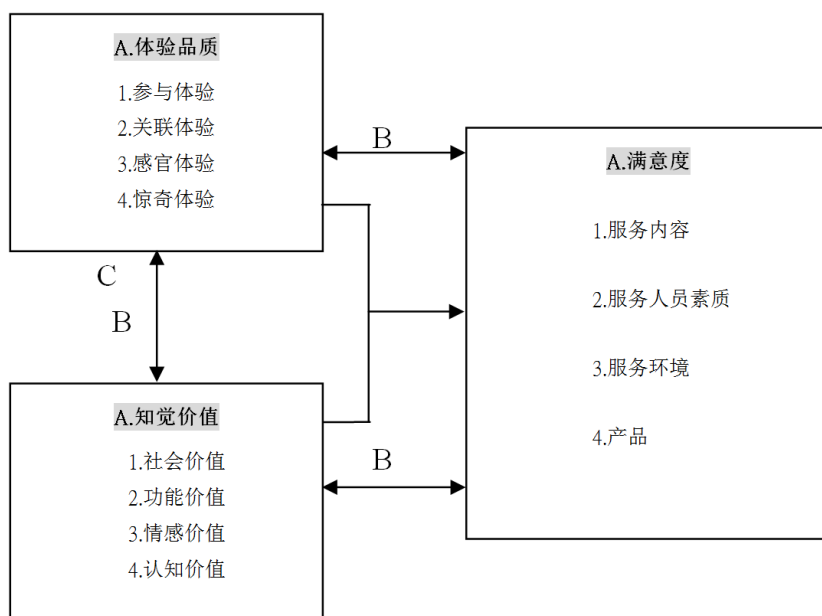 A.体验品质
1.参与体验
2.关联体验
3.感官体验
4.惊奇体验
B
A.满意度
1.服务内容
2.服务人员素质
3.服务环境
4.产品
C
B
A.知觉价值
1.社会价值
2.功能价值
3.情感价值
4.认知价值
B